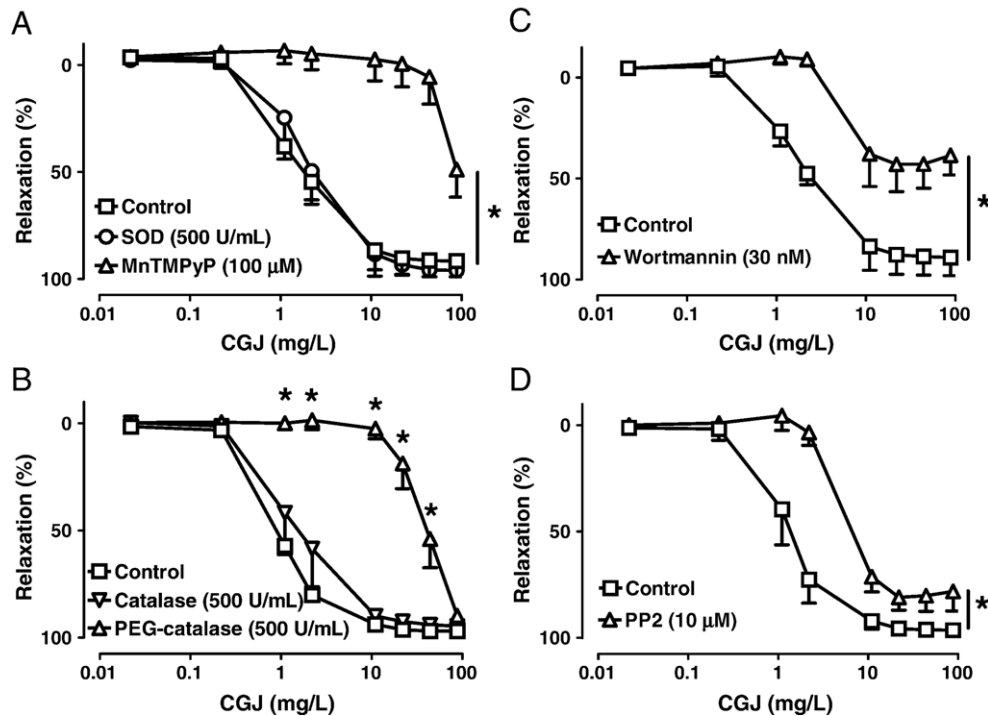 A
Relaxation (%)
0
50
100
Control
SOD (500 U/mL)
MnTMPyP (100 µM)
*
0.01 0.1 1 10 100
CGJ (mg/L)
C
Relaxation (%)
0
50
100
Control
Wortmannin (30 nM)
*
0.01 0.1 1 10 100
CGJ (mg/L)
B
Relaxation (%)
0
50
100
* * * * *
Control
Catalase (500 U/mL)
PEG-catalase (500 U/mL)
0.01 0.1 1 10 100
CGJ (mg/L)
D
Relaxation (%)
0
50
100
Control
PP2 (10 µM)
*
0.01 0.1 1 10 100
CGJ (mg/L)